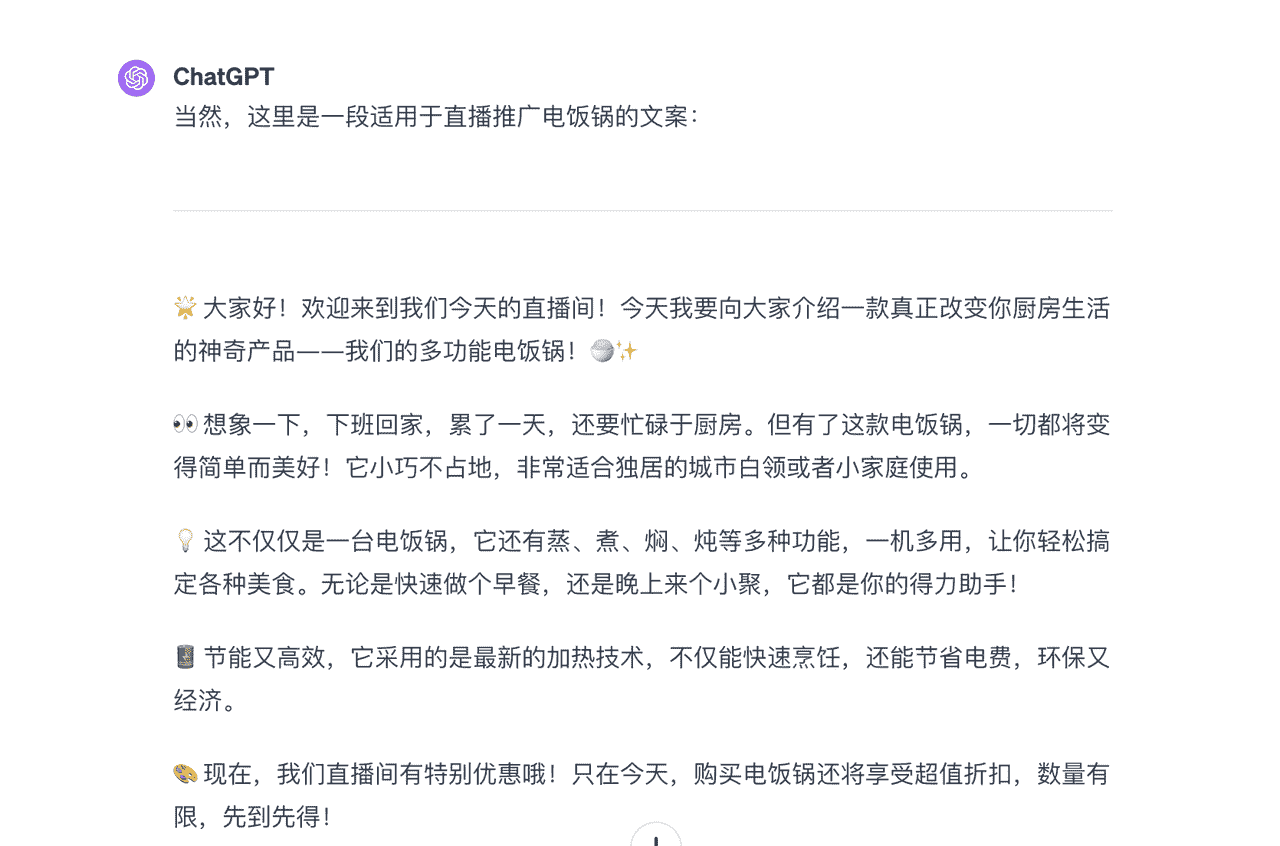 ChatGPT
当然，这里是一段适用于直播推广电饭锅的文案：
🌟 大家好！欢迎来到我们今天的直播间！今天我要向大家介绍一款真正改变你厨房生活
的神奇产品——我们的多功能电饭锅！🍚✨
👀 想象一下，下班回家，累了一天，还要忙碌于厨房。但有了这款电饭锅，一切都将变
得简单而美好！它小巧不占地，非常适合独居的城市白领或者小家庭使用。
💡 这不仅仅是一台电饭锅，它还有蒸、煮、焖、炖等多种功能，一机多用，让你轻松搞
定各种美食。无论是快速做个早餐，还是晚上来个小聚，它都是你的得力助手！
🔋 节能又高效，它采用的是最新的加热技术，不仅能快速烹饪，还能节省电费，环保又
经济。
🎨 现在，我们直播间有特别优惠哦！只在今天，购买电饭锅还将享受超值折扣，数量有
限，先到先得！